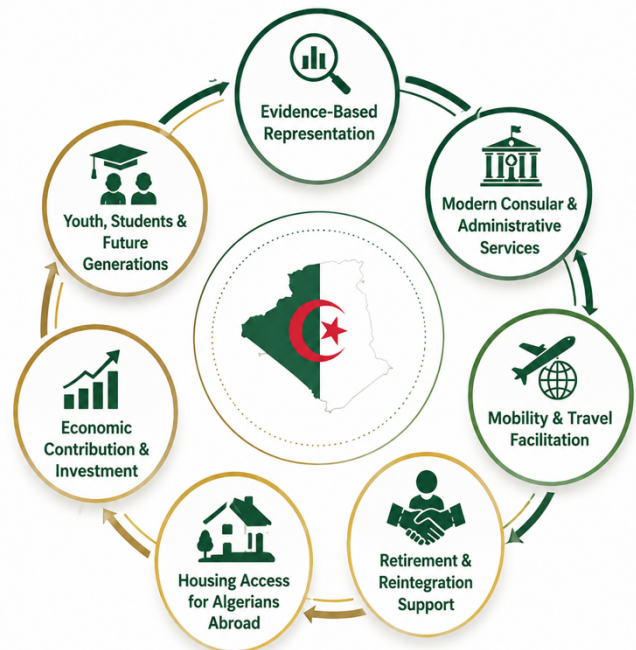 Evidence-Based
Representation
Modern Consular &
Administrative
Services
Mobility & Travel
Facilitation
Retirement &
Reintegration
Support
Housing Access
for Algerians
Abroad
Economic
Contribution &
Investment
Youth, Students &
Future
Generations